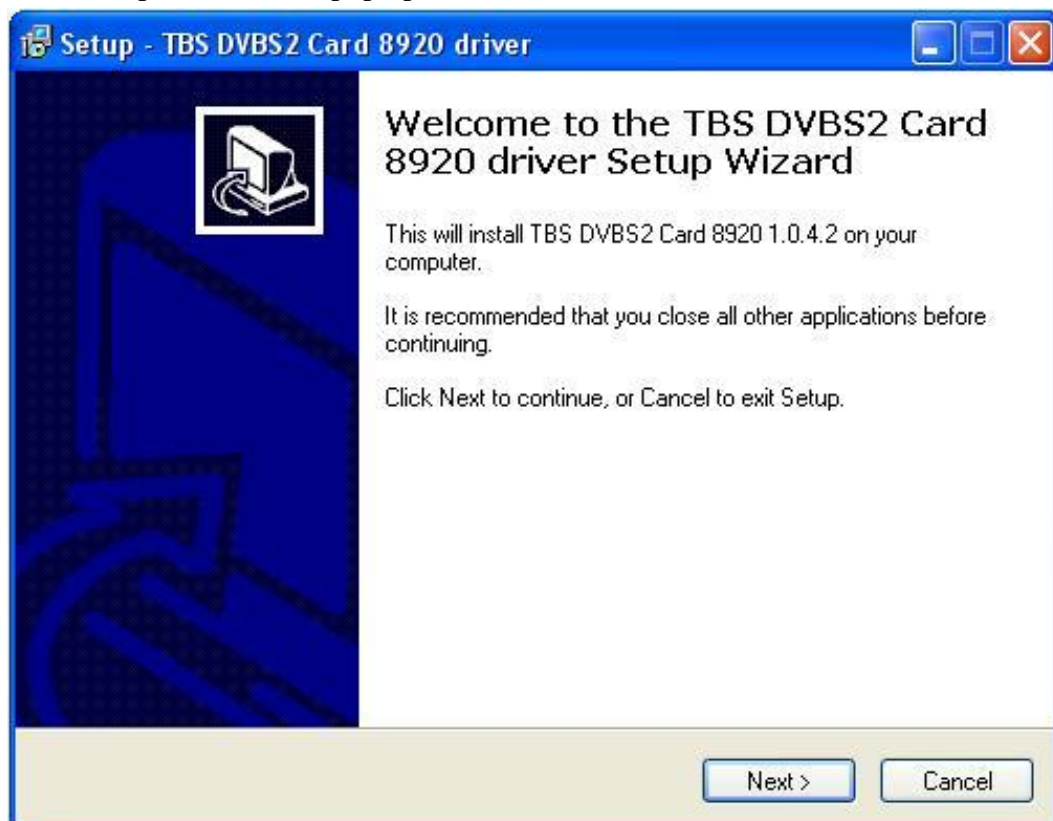 Setup - TBS DVBS2 Card 8920 driver
Welcome to the TBS DVBS2 Card
8920 driver Setup Wizard
This will install TBS DVBS2 Card 8920 1.0.4.2 on your
computer.
It is recommended that you close all other applications before
continuing.
Click Next to continue, or Cancel to exit Setup.
Next >
Cancel